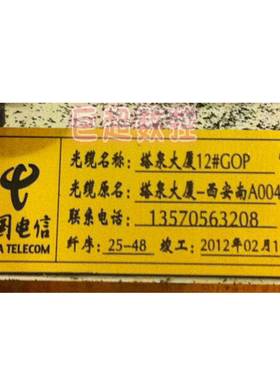 巨超数控
光缆名称：塔泉大厦12#GOP
光缆原名：塔泉大厦-西安南A004
联系电话：13570563208
国电信
A TELECOM
纤序：25-48 竣工：2012年02月1